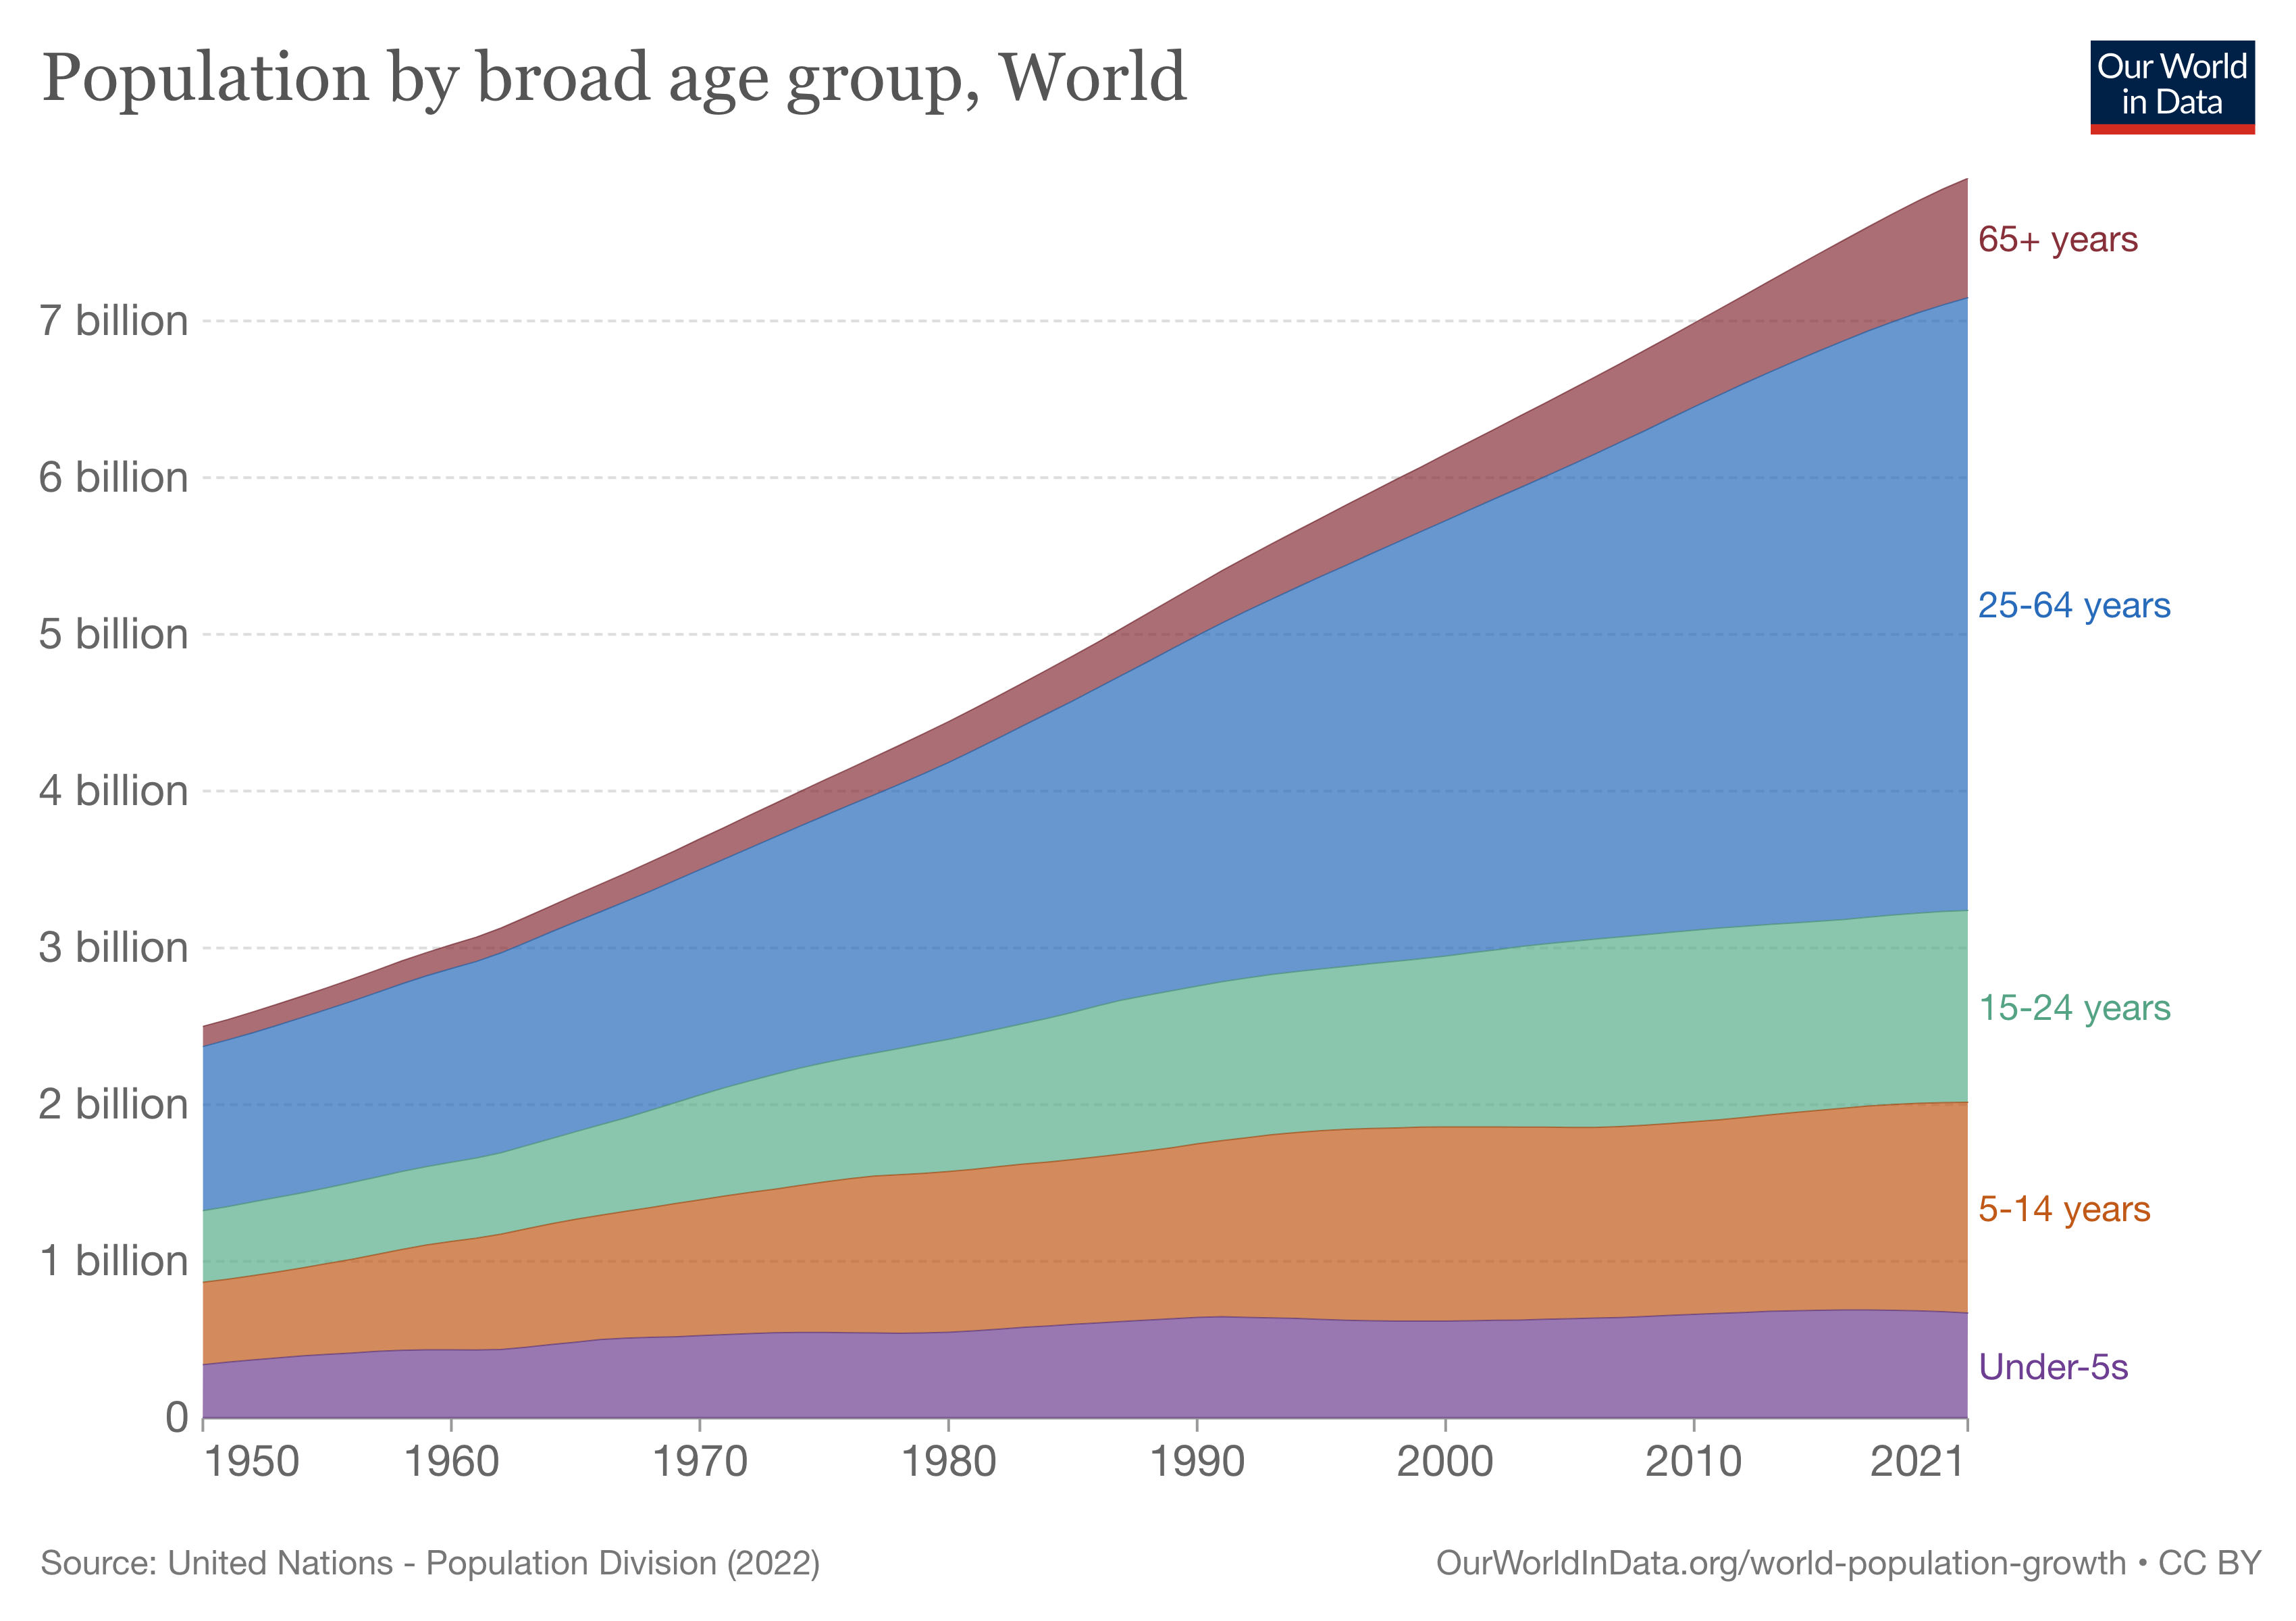 Population by broad age group, World
Our World
in Data
65+ years
7 billion
6 billion
25-64 years
5 billion
4 billion
3 billion
15-24 years
2 billion
5-14 years
1 billion
Under-5s
0
1950 1960 1970 1980 1990 2000 2010 2021
Source: United Nations - Population Division (2022)
OurWorldInData.org/world-population-growth • CC BY